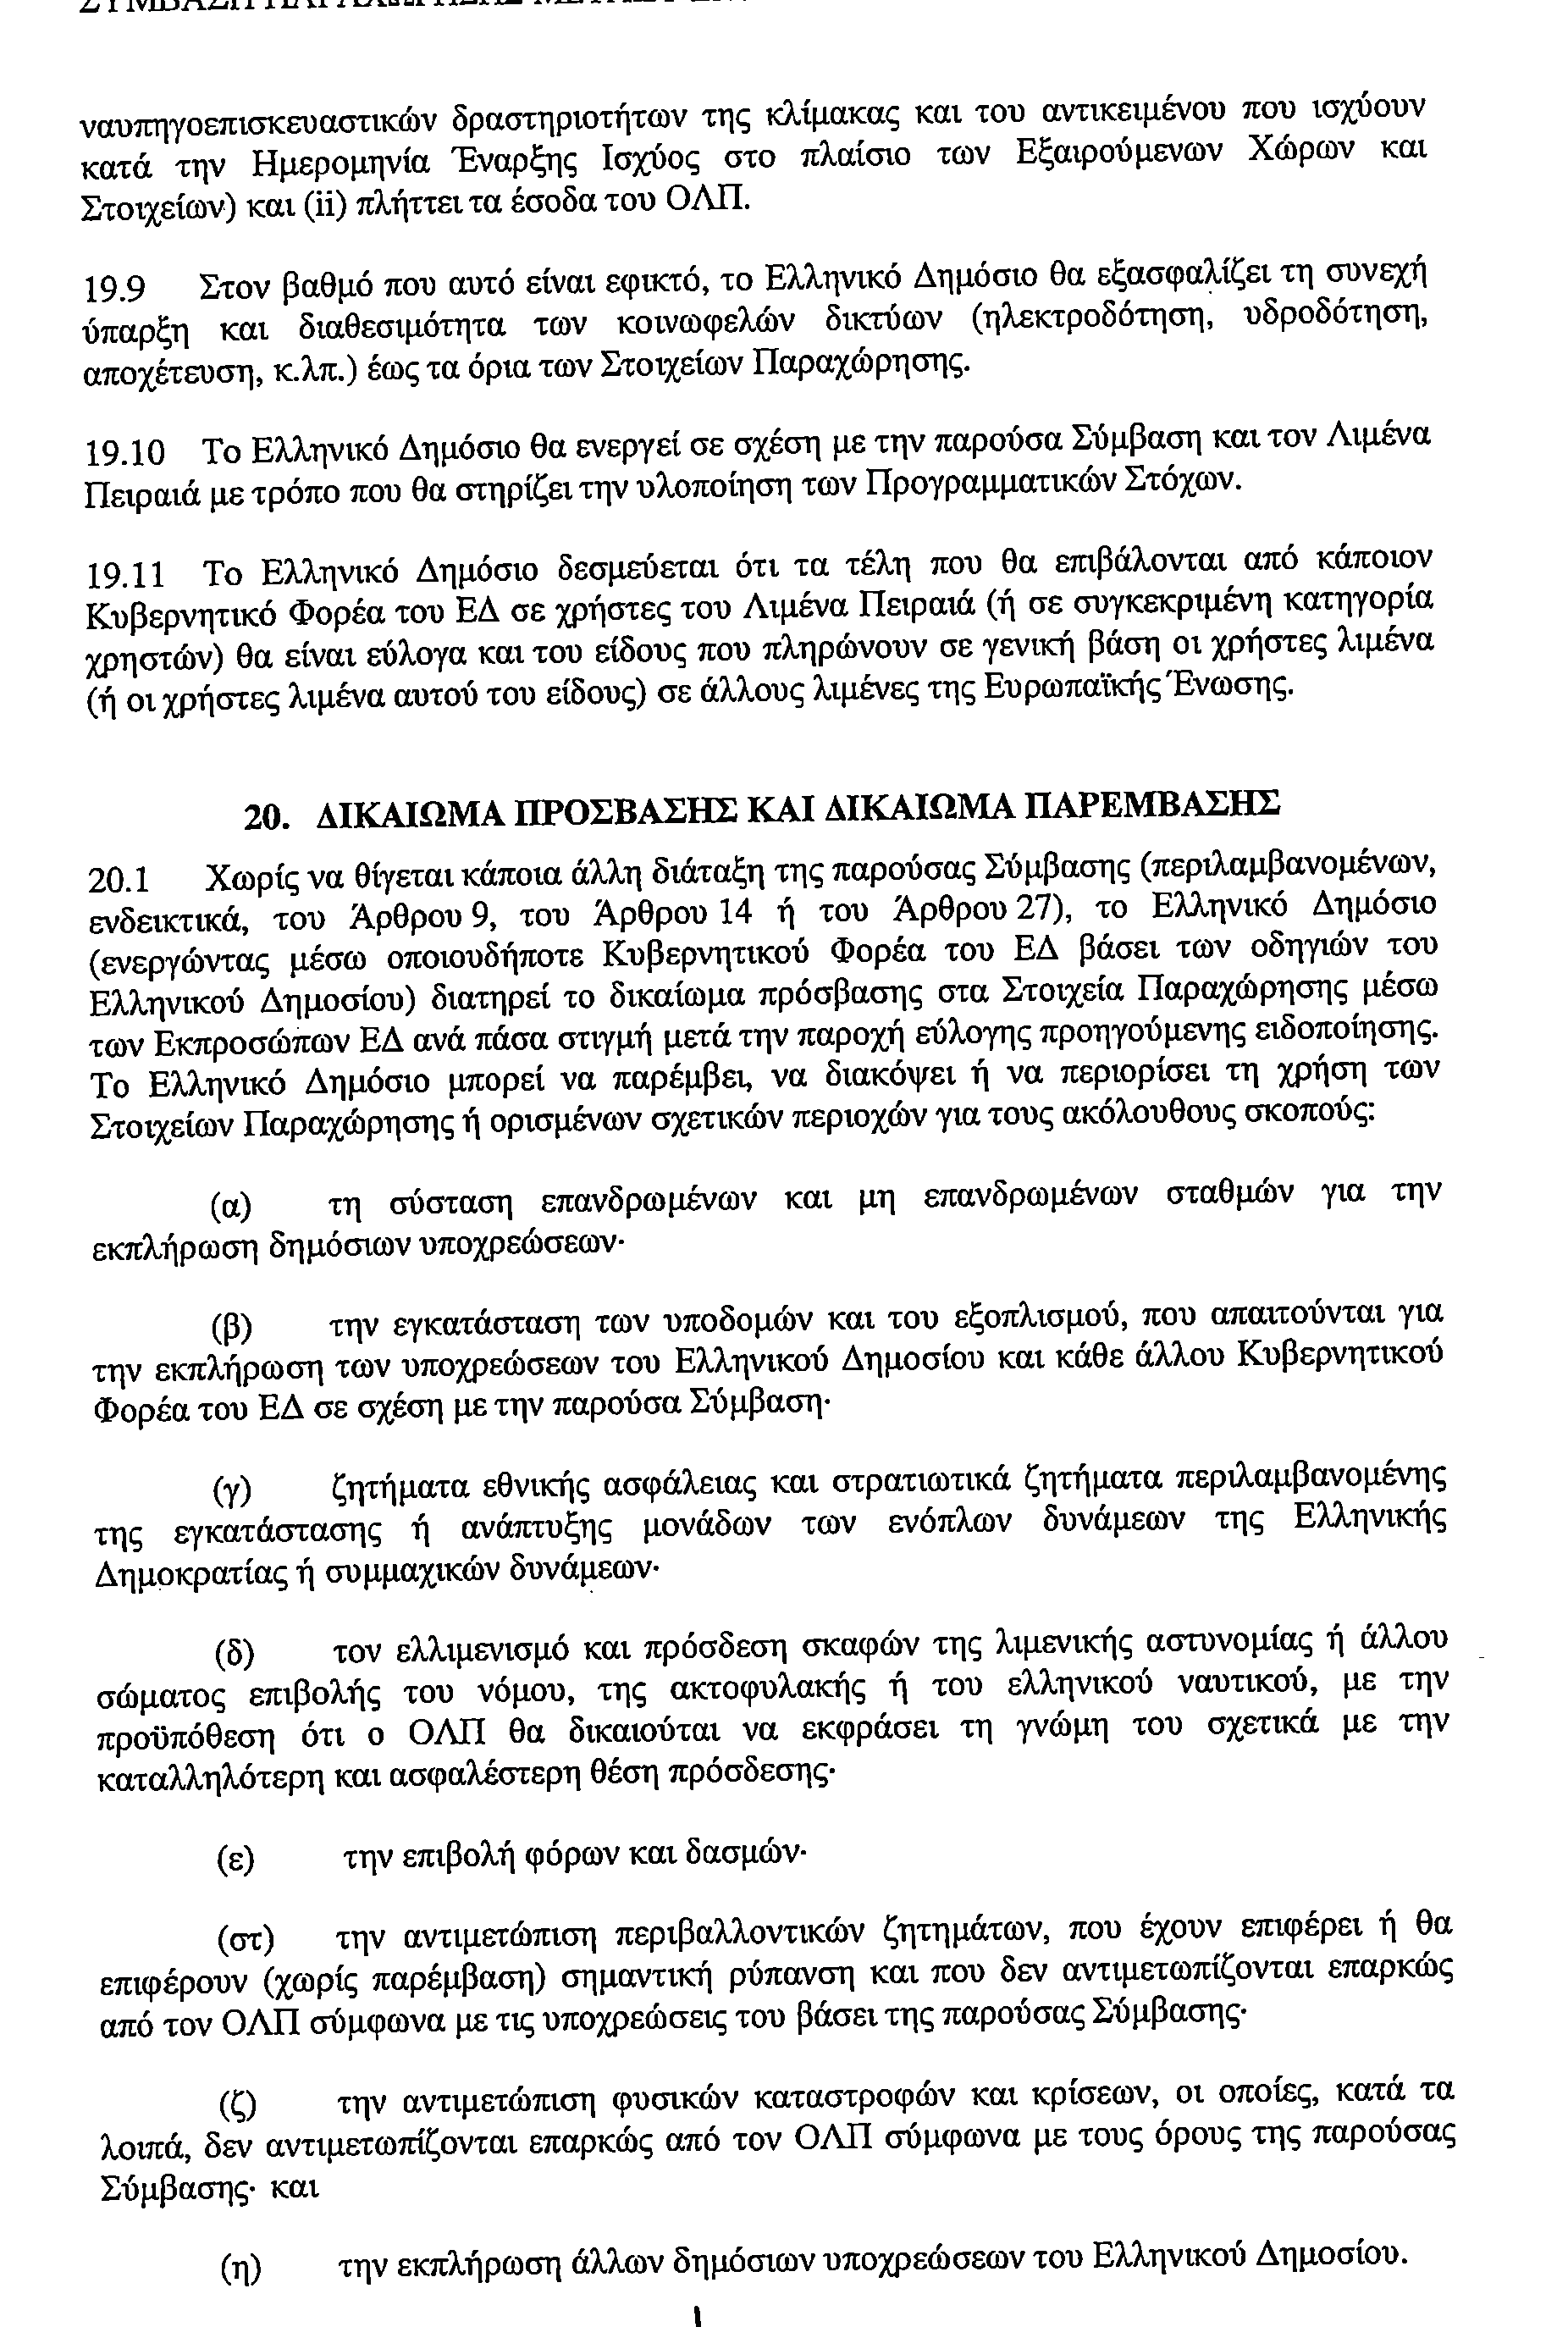 ναυπηγοεπισκευαστικών δραστηριοτήτων της κλίμακας και του αντικειμένου που ισχύουν
κατά την Ημερομηνία Έναρξης Ισχύος στο πλαίσιο των Εξαιρούμενων Χώρων και
Στοιχείων) και (ii) πλήττει τα έσοδα του ΟΛΠ.
19.9 Στον βαθμό που αυτό είναι εφικτό, το Ελληνικό Δημόσιο θα εξασφαλίζει τη συνεχή
ύπαρξη και διαθεσιμότητα των κοινωφελών δικτύων (ηλεκτροδότηση, υδροδότηση,
αποχέτευση, κ.λπ.) έως τα όρια των Στοιχείων Παραχώρησης.
19.10 Το Ελληνικό Δημόσιο θα ενεργεί σε σχέση με την παρούσα Σύμβαση και τον Λιμένα
Πειραιά με τρόπο που θα στηρίζει την υλοποίηση των Προγραμματικών Στόχων.
19.11 Το Ελληνικό Δημόσιο δεσμεύεται ότι τα τέλη που θα επιβάλονται από κάποιον
Κυβερνητικό Φορέα του ΕΔ σε χρήστες του Λιμένα Πειραιά (ή σε συγκεκριμένη κατηγορία
χρηστών) θα είναι εύλογα και του είδους που πληρώνουν σε γενική βάση οι χρήστες λιμένα
(ή οι χρήστες λιμένα αυτού του είδους) σε άλλους λιμένες της Ευρωπαϊκής Ένωσης.
20. ΔΙΚΑΙΩΜΑ ΠΡΟΣΒΑΣΗΣ ΚΑΙ ΔΙΚΑΙΩΜΑ ΠΑΡΕΜΒΑΣΗΣ
20.1 Χωρίς να θίγεται κάποια άλλη διάταξη της παρούσας Σύμβασης (περιλαμβανομένων,
ενδεικτικά, του Άρθρου 9, του Άρθρου 14 ή του Άρθρου 27), το Ελληνικό Δημόσιο
(ενεργώντας μέσω οποιουδήποτε Κυβερνητικού Φορέα του ΕΔ βάσει των οδηγιών του
Ελληνικού Δημοσίου) διατηρεί το δικαίωμα πρόσβασης στα Στοιχεία Παραχώρησης μέσω
των Εκπροσώπων ΕΔ ανά πάσα στιγμή μετά την παροχή εύλογης προηγούμενης ειδοποίησης.
Το Ελληνικό Δημόσιο μπορεί να παρέμβει, να διακόψει ή να περιορίσει τη χρήση των
Στοιχείων Παραχώρησης ή ορισμένων σχετικών περιοχών για τους ακόλουθους σκοπούς:
(α) τη σύσταση επανδρωμένων και μη επανδρωμένων σταθμών για την
εκπλήρωση δημόσιων υποχρεώσεων·
(β) την εγκατάσταση των υποδομών και του εξοπλισμού, που απαιτούνται για
την εκπλήρωση των υποχρεώσεων του Ελληνικού Δημοσίου και κάθε άλλου Κυβερνητικού
Φορέα του ΕΔ σε σχέση με την παρούσα Σύμβαση·
(γ) ζητήματα εθνικής ασφάλειας και στρατιωτικά ζητήματα περιλαμβανομένης
της εγκατάστασης ή ανάπτυξης μονάδων των ενόπλων δυνάμεων της Ελληνικής
Δημοκρατίας ή συμμαχικών δυνάμεων·
(δ) τον ελλιμενισμό και πρόσδεση σκαφών της λιμενικής αστυνομίας ή άλλου
σώματος επιβολής του νόμου, της ακτοφυλακής ή του ελληνικού ναυτικού, με την
προϋπόθεση ότι ο ΟΛΠ θα δικαιούται να εκφράσει τη γνώμη του σχετικά με την
καταλληλότερη και ασφαλέστερη θέση πρόσδεσης·
(ε) την επιβολή φόρων και δασμών·
(στ) την αντιμετώπιση περιβαλλοντικών ζητημάτων, που έχουν επιφέρει ή θα
επιφέρουν (χωρίς παρέμβαση) σημαντική ρύπανση και που δεν αντιμετωπίζονται επαρκώς
από τον ΟΛΠ σύμφωνα με τις υποχρεώσεις του βάσει της παρούσας Σύμβασης·
(ζ) την αντιμετώπιση φυσικών καταστροφών και κρίσεων, οι οποίες, κατά τα
λοιπά, δεν αντιμετωπίζονται επαρκώς από τον ΟΛΠ σύμφωνα με τους όρους της παρούσας
Σύμβασης· και
(η) την εκπλήρωση άλλων δημόσιων υποχρεώσεων του Ελληνικού Δημοσίου.